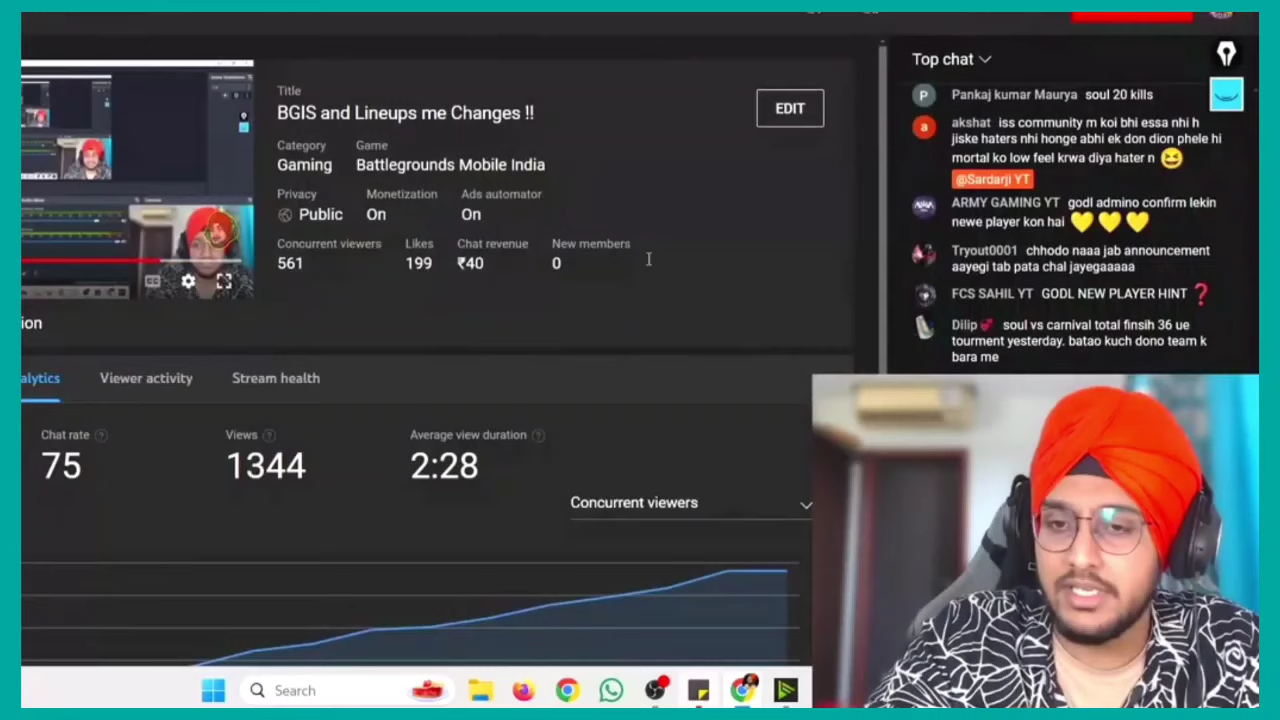 Title
BGIS and Lineups me Changes !!
EDIT
Category
Game
Gaming
Battlegrounds Mobile India
Privacy
Monetization
Ads automator
Public
On
On
Concurrent viewers
Likes
Chat revenue
New members
561
199
₹40
0
ion
alytics
Viewer activity
Stream health
Chat rate
Views
Average view duration
75
1344
2:28
Concurrent viewers
Search
Top chat
P
Pankaj kumar Maurya soul 20 kills
a
akshat iss community m koi bhi essa nhi h
jiske haters nhi honge abhi ek don dion phele hi
mortal ko low feel krwa diya hater n 😆
@Sardarji YT
ARMY GAMING YT godl admino confirm lekin
newe player kon hai 💛💛💛
Tryout0001 chhodo naaa jab announcement
aayegi tab pata chal jayegaaaaa
FCS SAHIL YT GODL NEW PLAYER HINT ❓
Dilip💞 soul vs carnival total finsih 36 ue
tourment yesterday. batao kuch dono team k
bara me